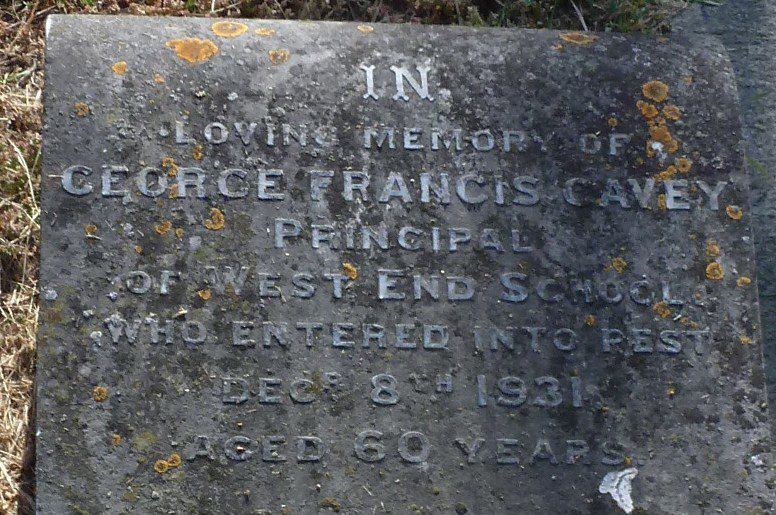 IN
LOVING MEMORY OF
GEORGE FRANCIS CAVEY
PRINCIPAL
OF WEST END SCHOOL
WHO ENTERED INTO REST
DECR 8TH 1931
AGED 60 YEARS